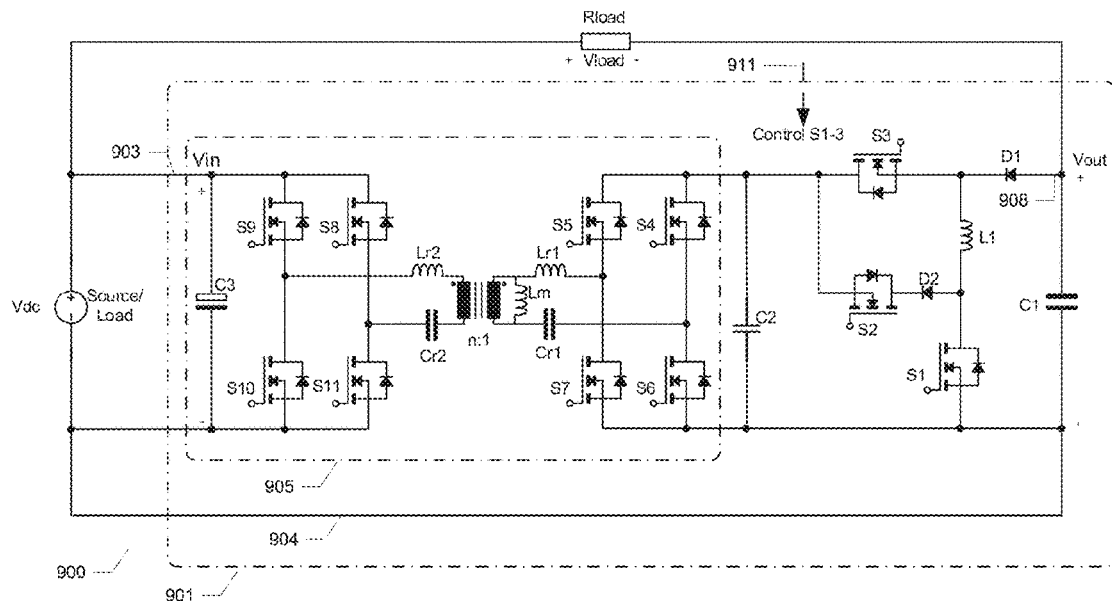 Rload
+ Vload -
911
Control S1-3
S3
903
Vin
+
D1
Vout
+
908
S9
S8
S5
S4
Lr2
Lr1
L1
Lm
C3
Vdc
+
Source/
Load
D2
S2
C1
C2
n:1
Cr2
Cr1
S10
S11
S7
S6
S1
-
905
904
900
901